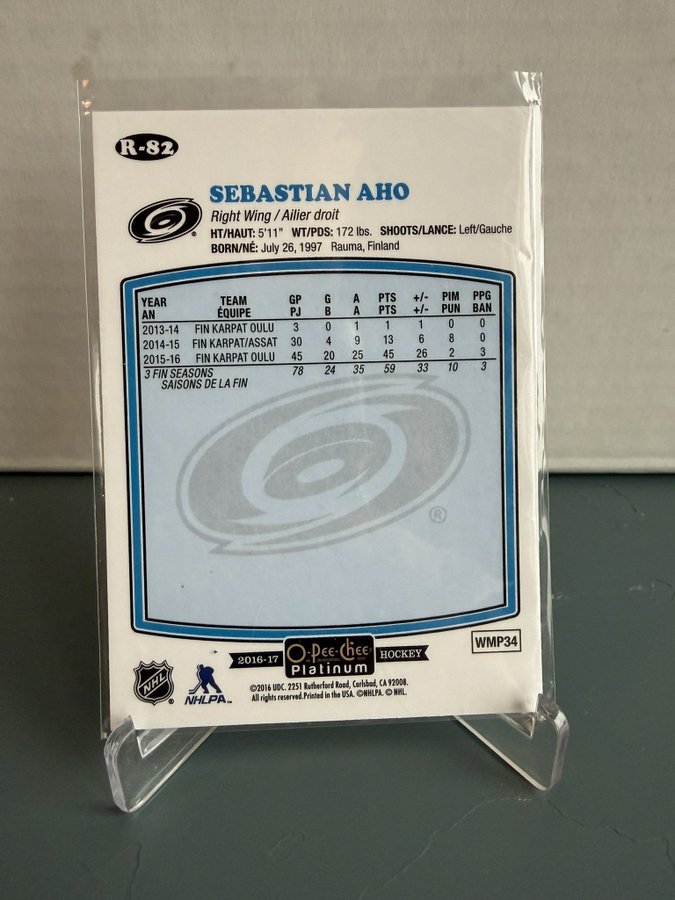 R-82
SEBASTIAN AHO
Right Wing / Ailier droit
HT/HAUT: 5'11" WT/PDS: 172 lbs. SHOOTS/LANCE: Left/Gauche
BORN/NÉ: July 26, 1997 Rauma, Finland
YEAR TEAM GP G A PTS +/- PIM PPG
AN ÉQUIPE PJ B A PTS +/- PUN BAN
2013-14 FIN KARPAT OULU 3 0 1 1 1 0 0
2014-15 FIN KARPAT/ASSAT 30 4 9 13 6 8 0
2015-16 FIN KARPAT OULU 45 20 25 45 26 2 3
3 FIN SEASONS 78 24 35 59 33 10 3
SAISONS DE LA FIN
®
WMP34
2016-17 O-Pee-Chee HOCKEY
Platinum
NHL ® NHLPA™
©2016 UDC. 2251 Rutherford Road, Carlsbad, CA 92008.
All rights reserved.Printed in the USA. ©NHLPA. © NHL.